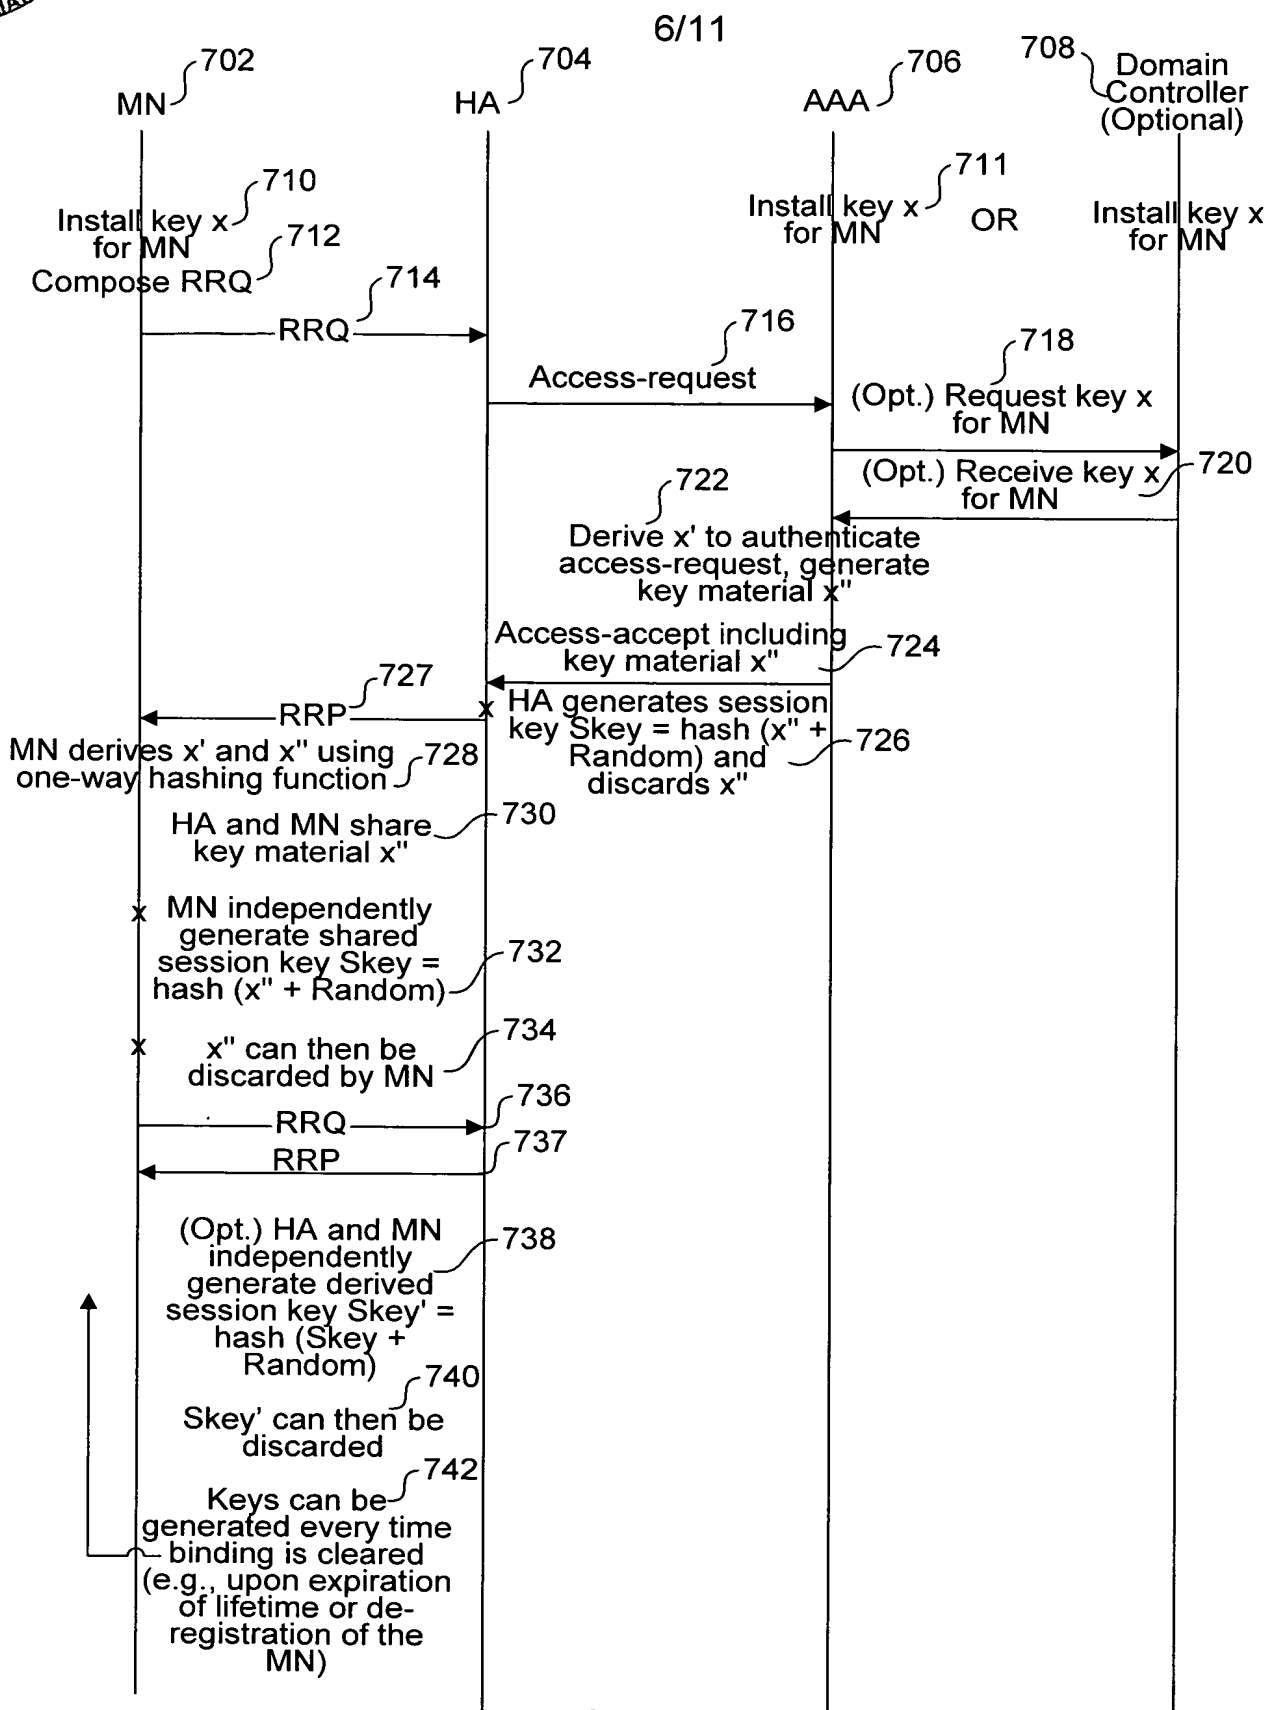 6/11
702
704
706
708
MN
HA
AAA
Domain
Controller
(Optional)
710
Install key x
for MN
712
Compose RRQ
711
Install key x
for MN
OR
Install key x
for MN
714
RRQ
716
Access-request
718
(Opt.) Request key x
for MN
720
(Opt.) Receive key x
for MN
722
Derive x' to authenticate
access-request, generate
key material x"
Access-accept including
key material x"
724
727
RRP
x
HA generates session
key Skey = hash (x" +
Random) and
discards x"
726
MN derives x' and x" using
one-way hashing function
728
HA and MN share
key material x"
730
x
MN independently
generate shared
session key Skey =
hash (x" + Random)
732
x
x" can then be
discarded by MN
734
RRQ
736
RRP
737
(Opt.) HA and MN
independently
generate derived
session key Skey' =
hash (Skey +
Random)
738
740
Skey' can then be
discarded
742
Keys can be
generated every time
binding is cleared
(e.g., upon expiration
of lifetime or de-
registration of the
MN)